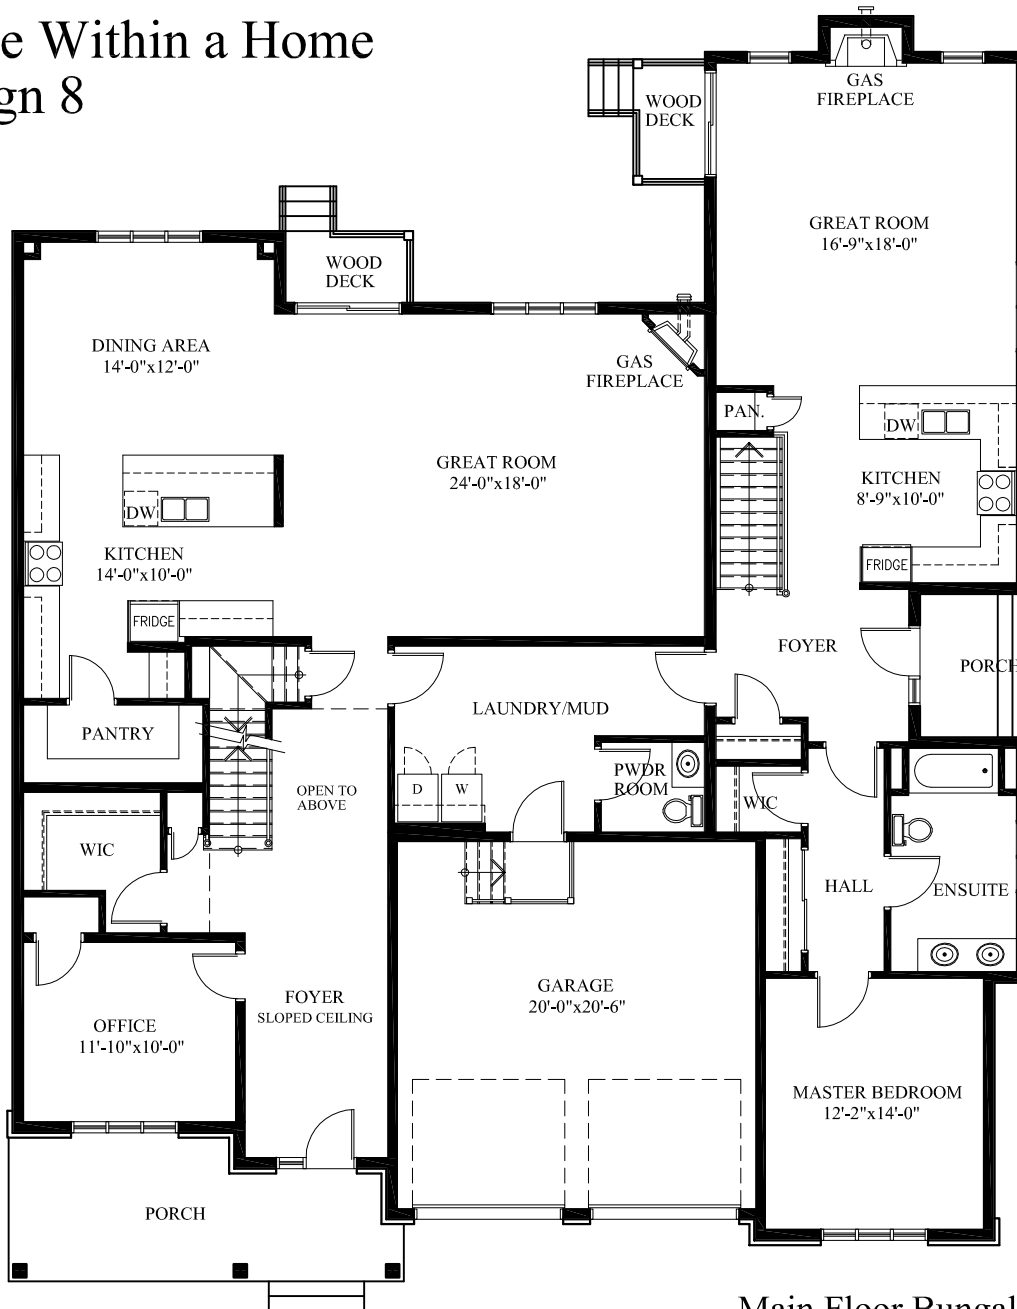 e Within a Home
gn 8
GAS
FIREPLACE
WOOD
DECK
GREAT ROOM
16'-9"x18'-0"
WOOD
DECK
DINING AREA
14'-0"x12'-0"
GAS
FIREPLACE
PAN.
DW
GREAT ROOM
24'-0"x18'-0"
KITCHEN
8'-9"x10'-0"
DW
KITCHEN
14'-0"x10'-0"
FRIDGE
FRIDGE
FOYER
PORCH
LAUNDRY/MUD
PANTRY
PWDR
ROOM
D
W
OPEN TO
ABOVE
WIC
WIC
HALL
ENSUITE
GARAGE
20'-0"x20'-6"
FOYER
SLOPED CEILING
OFFICE
11'-10"x10'-0"
MASTER BEDROOM
12'-2"x14'-0"
PORCH
Main Floor Bungal